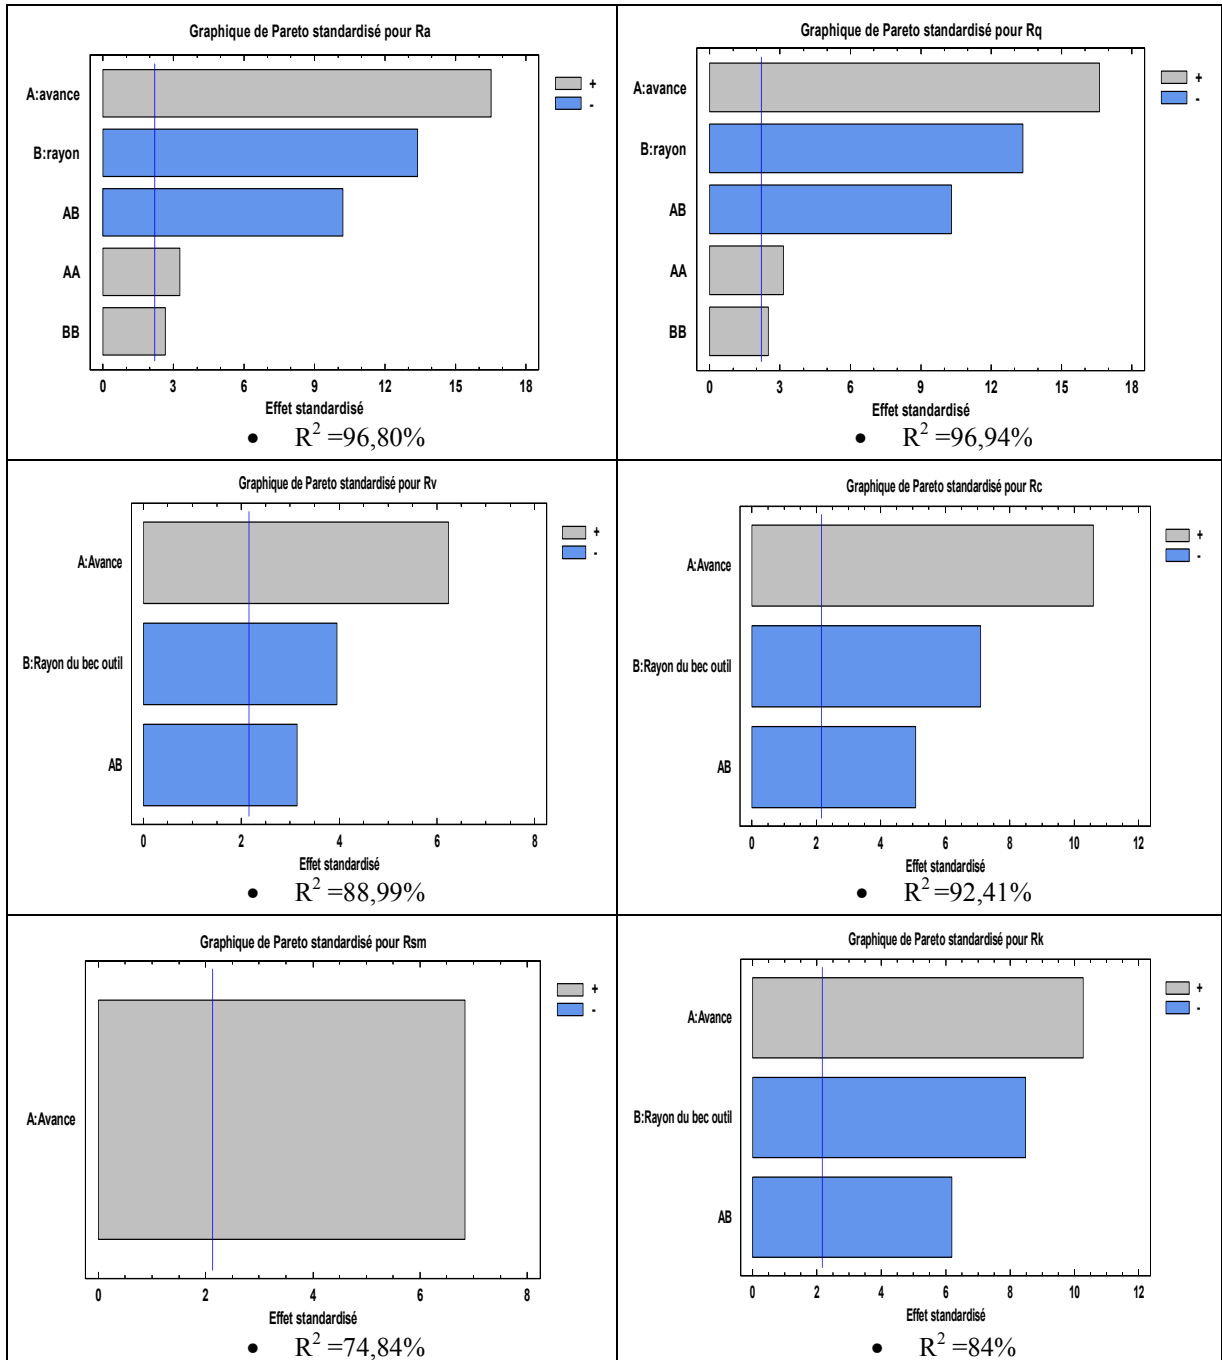 Graphique de Pareto standardisé pour Ra
A:avance
B:rayon
AB
AA
BB
+
-
0 3 6 9 12 15 18
Effet standardisé
• R² =96,80%
Graphique de Pareto standardisé pour Rq
A:avance
B:rayon
AB
AA
BB
+
-
0 3 6 9 12 15 18
Effet standardisé
• R² =96,94%
Graphique de Pareto standardisé pour Rv
A:Avance
B:Rayon du bec outil
AB
+
-
0 2 4 6 8
Effet standardisé
• R² =88,99%
Graphique de Pareto standardisé pour Rc
A:Avance
B:Rayon du bec outil
AB
+
-
0 2 4 6 8 10 12
Effet standardisé
• R² =92,41%
Graphique de Pareto standardisé pour Rsm
A:Avance
+
-
0 2 4 6 8
Effet standardisé
• R² =74,84%
Graphique de Pareto standardisé pour Rk
A:Avance
B:Rayon du bec outil
AB
+
-
0 2 4 6 8 10 12
Effet standardisé
• R² =84%